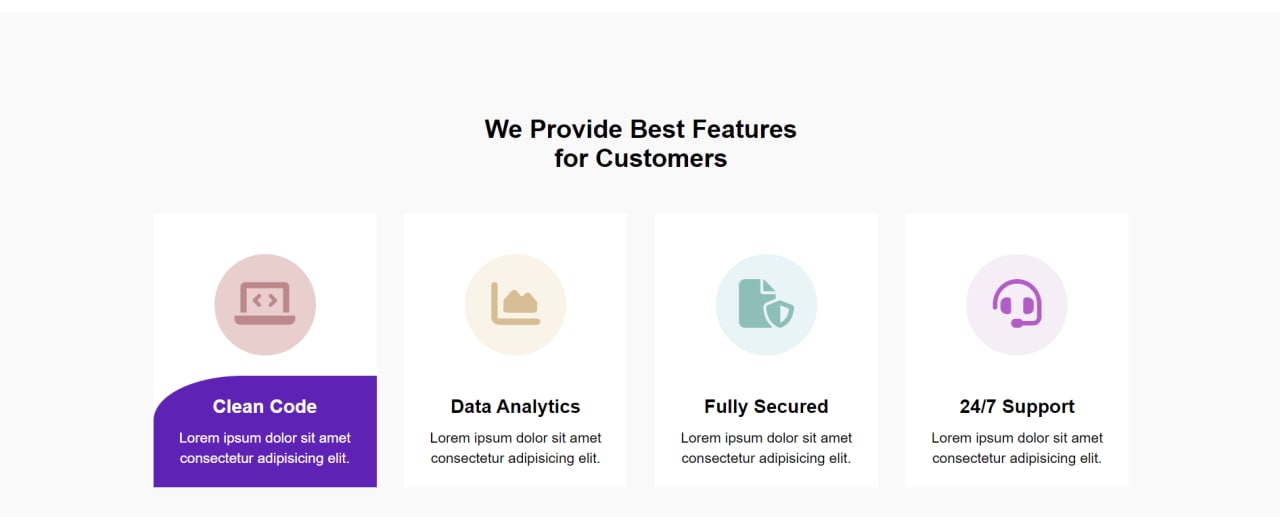 We Provide Best Features
for Customers
Clean Code
Lorem ipsum dolor sit amet
consectetur adipisicing elit.
Data Analytics
Lorem ipsum dolor sit amet
consectetur adipisicing elit.
Fully Secured
Lorem ipsum dolor sit amet
consectetur adipisicing elit.
24/7 Support
Lorem ipsum dolor sit amet
consectetur adipisicing elit.